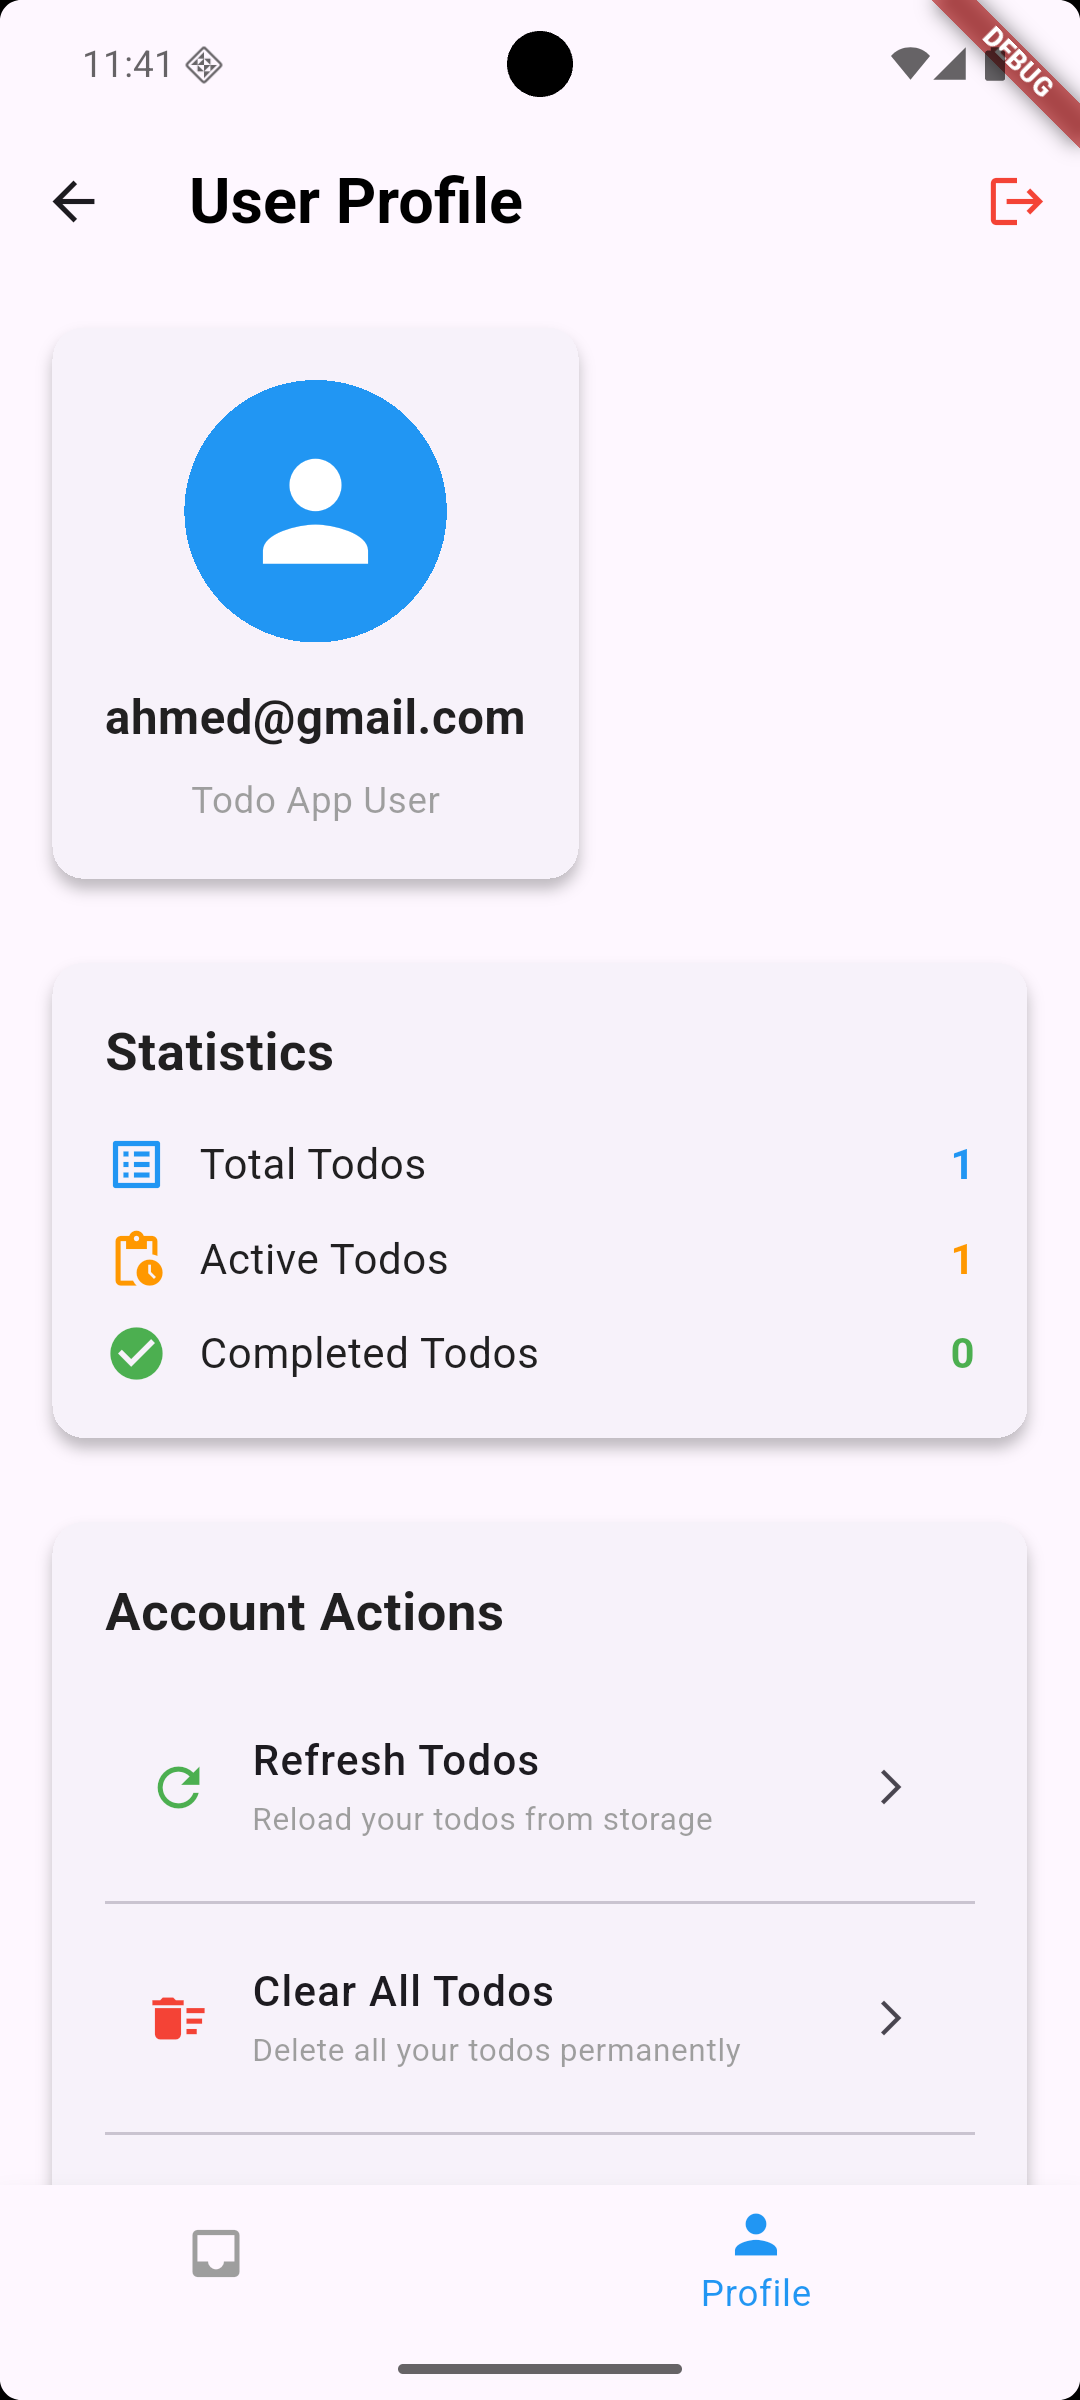 11:41
DEBUG
User Profile
ahmed@gmail.com
Todo App User
Statistics
Total Todos 1
Active Todos 1
Completed Todos 0
Account Actions
Refresh Todos
Reload your todos from storage
Clear All Todos
Delete all your todos permanently
Profile